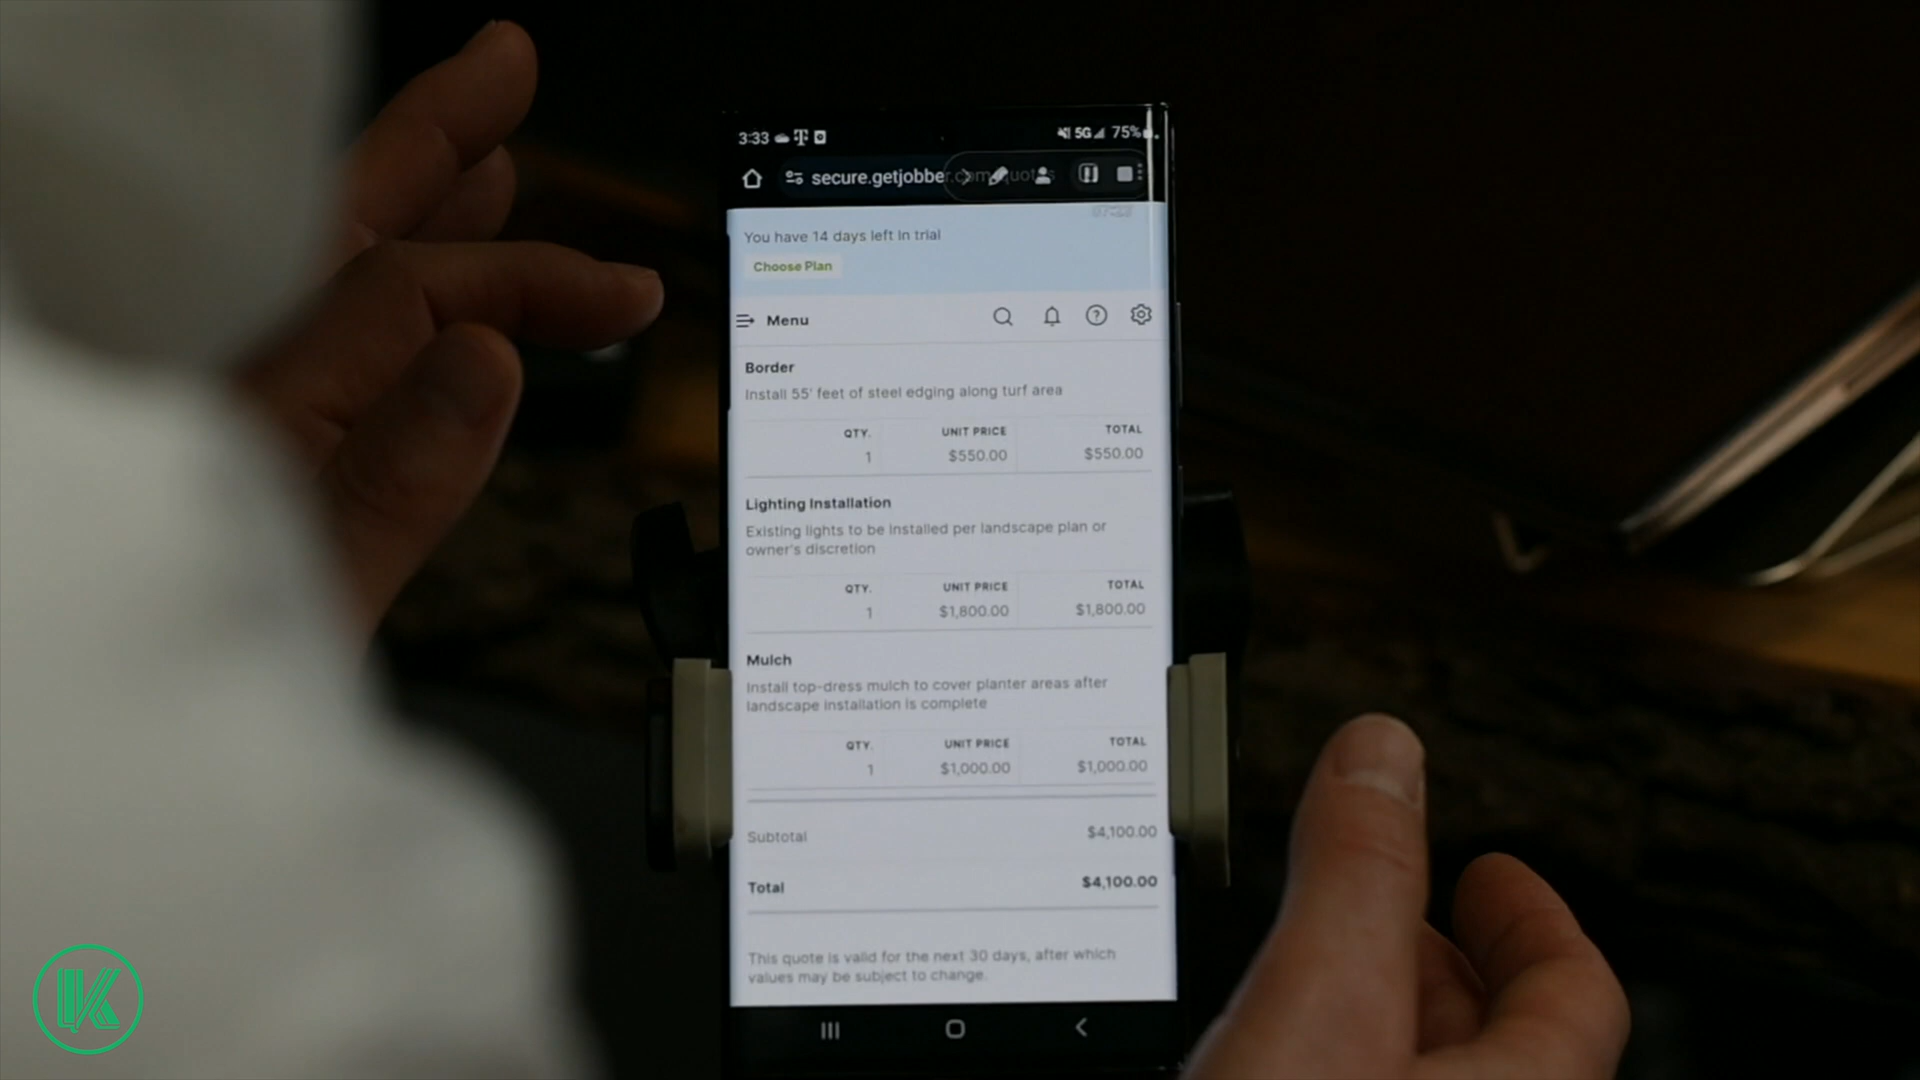 3:33
5G 75%
secure.getjobber.com/quotes
You have 14 days left in trial
Choose Plan
Menu
Border
Install 55' feet of steel edging along turf area
QTY. UNIT PRICE TOTAL
1 $550.00 $550.00
Lighting Installation
Existing lights to be installed per landscape plan or
owner's discretion
QTY. UNIT PRICE TOTAL
1 $1,800.00 $1,800.00
Mulch
Install top-dress mulch to cover planter areas after
landscape installation is complete
QTY. UNIT PRICE TOTAL
1 $1,000.00 $1,000.00
Subtotal $4,100.00
Total $4,100.00
This quote is valid for the next 30 days, after which
values may be subject to change.
K